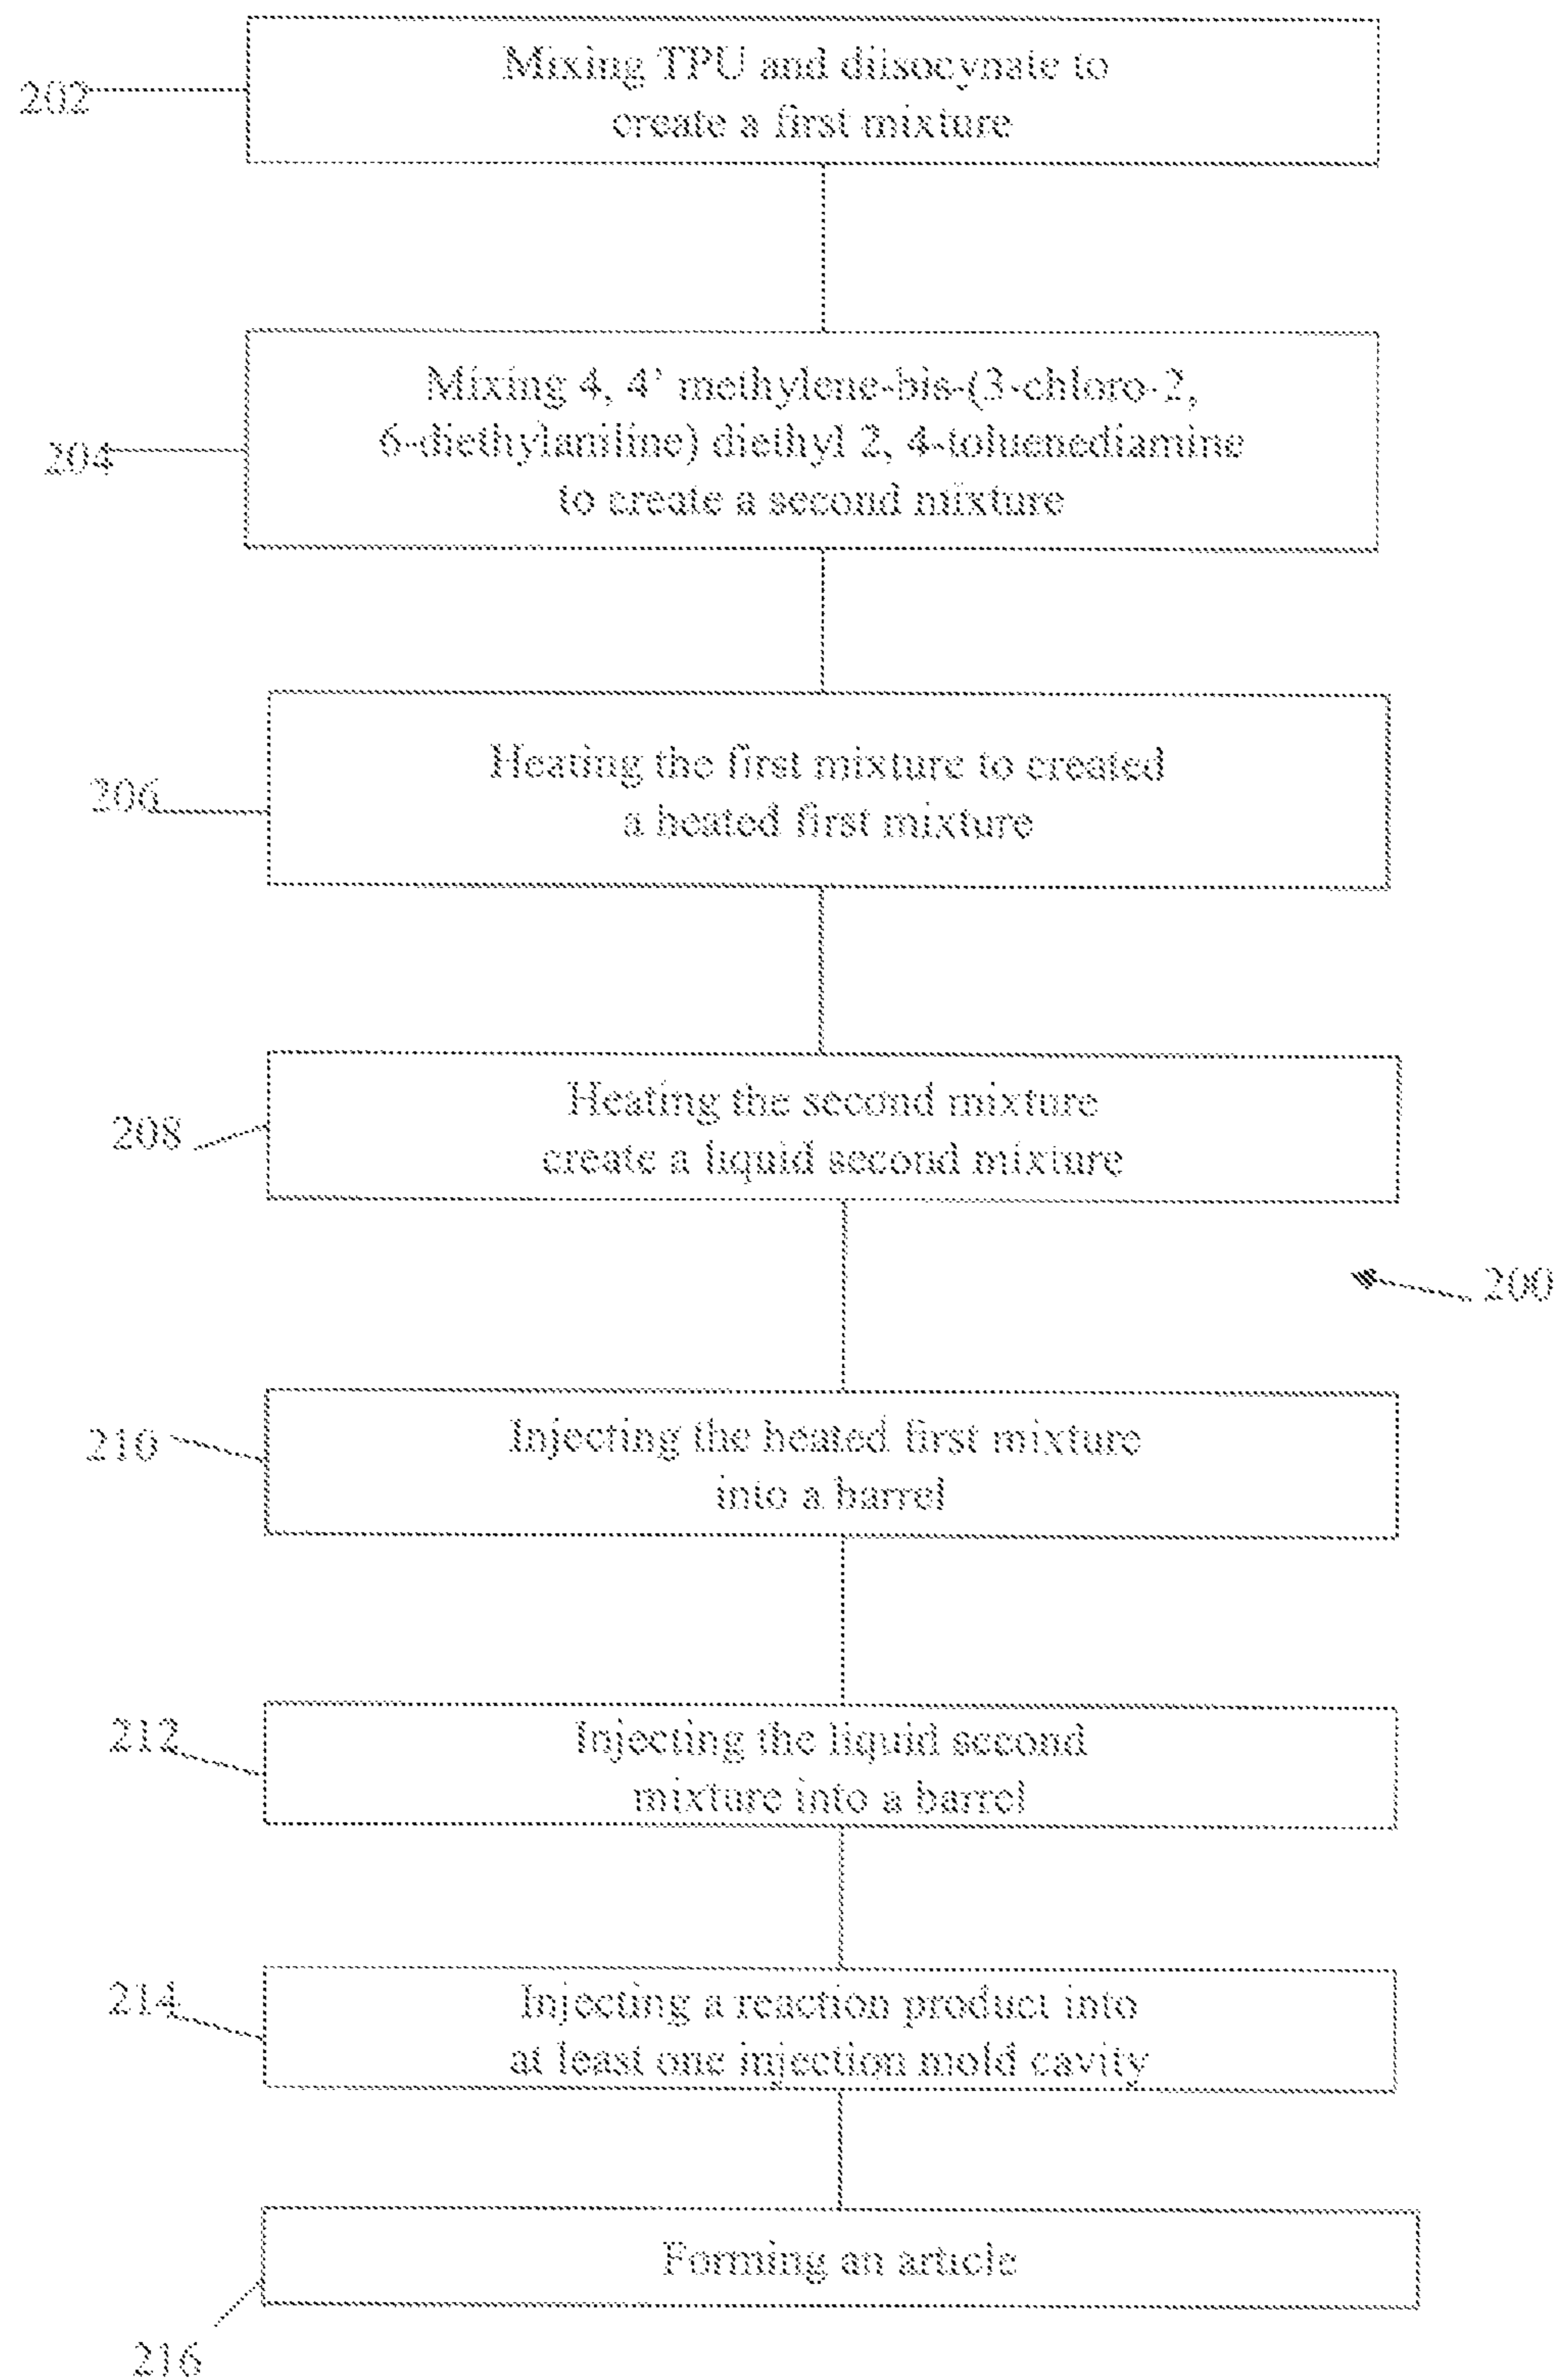 202
Mixing TPU and diisocynate to
create a first mixture
204
Mixing 4, 4' methylene-bis-(3-chloro-2,
6-diethylaniline) diethyl 2, 4-toluenediamine
to create a second mixture
206
Heating the first mixture to created
a heated first mixture
208
Heating the second mixture
create a liquid second mixture
200
210
Injecting the heated first mixture
into a barrel
212
Injecting the liquid second
mixture into a barrel
214
Injecting a reaction product into
at least one injection mold cavity
Forming an article
216